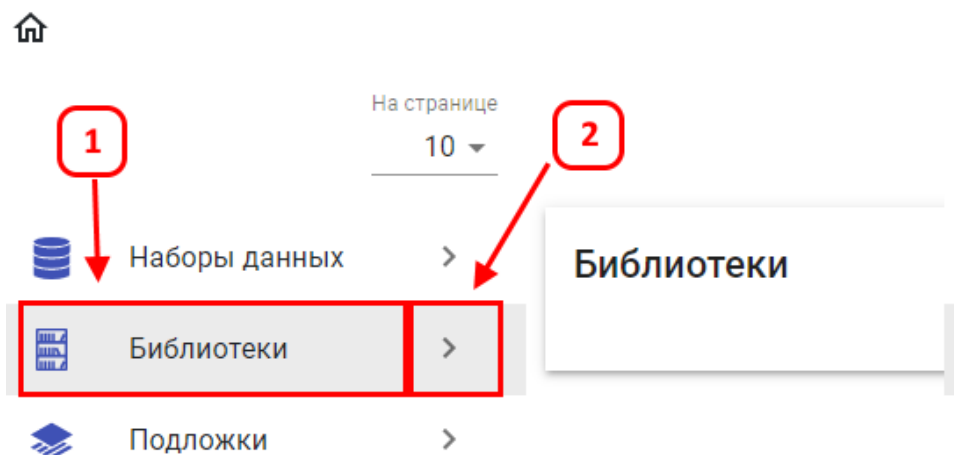 На странице
1
10
2
Наборы данных
Библиотеки
Библиотеки
Подложки